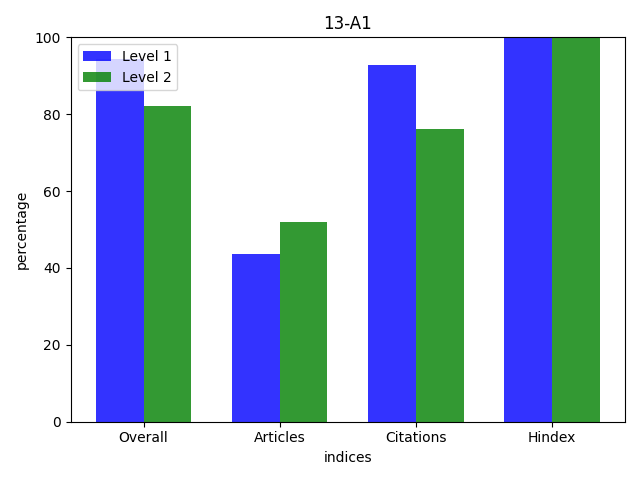 13-A1
Level 1
Level 2
percentage
100
80
60
40
20
0
Overall
Articles
Citations
Hindex
indices